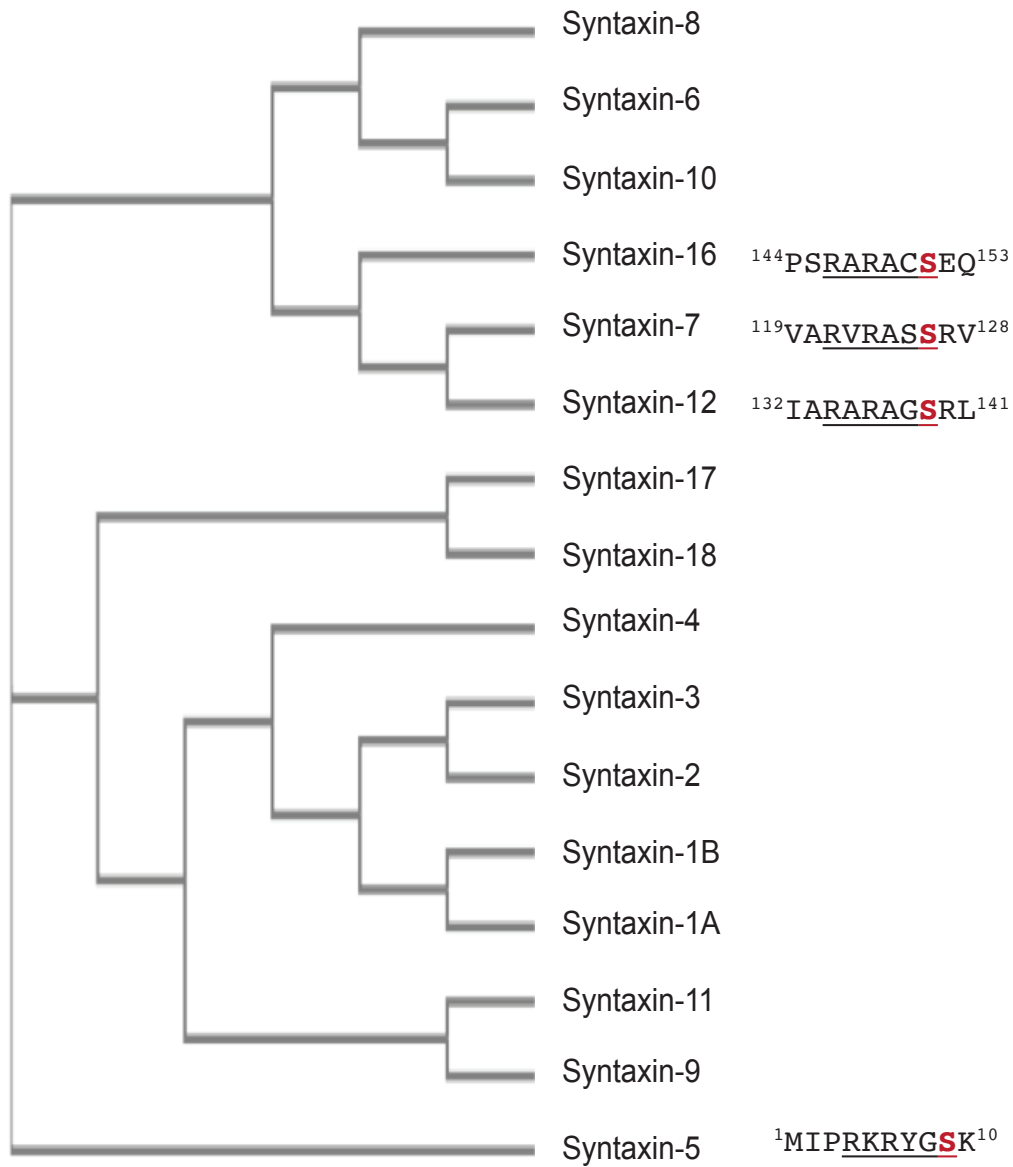 Syntaxin-8
Syntaxin-6
Syntaxin-10
Syntaxin-16 ¹⁴⁴PSRARACSEQ¹⁵³
Syntaxin-7 ¹¹⁹VARVRASSRV¹²⁸
Syntaxin-12 ¹³²IARARAGSRL¹⁴¹
Syntaxin-17
Syntaxin-18
Syntaxin-4
Syntaxin-3
Syntaxin-2
Syntaxin-1B
Syntaxin-1A
Syntaxin-11
Syntaxin-9
Syntaxin-5 ¹MIPRKRYGSK¹⁰